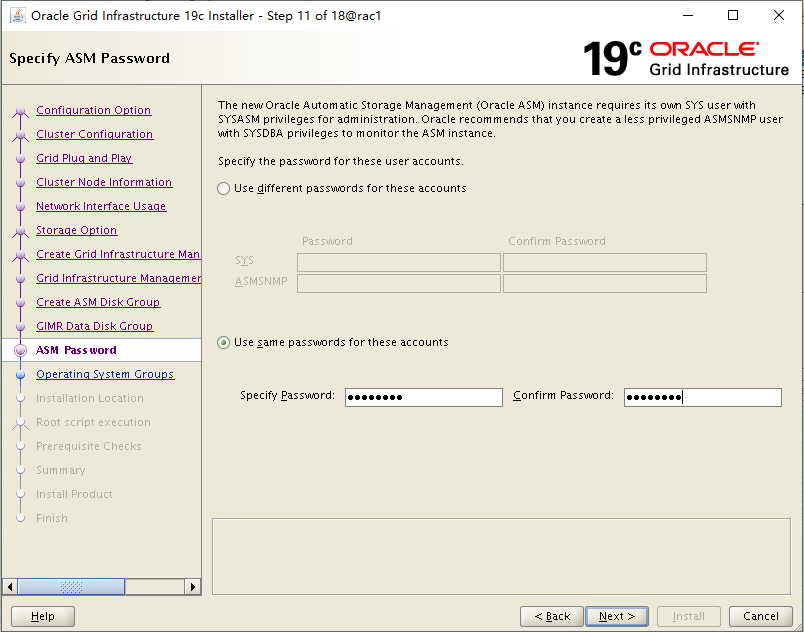 Oracle Grid Infrastructure 19c Installer - Step 11 of 18@rac1
Specify ASM Password
19c ORACLE
Grid Infrastructure
Configuration Option
Cluster Configuration
Grid Plug and Play
Cluster Node Information
Network Interface Usage
Storage Option
Create Grid Infrastructure Man
Grid Infrastructure Managemer
Create ASM Disk Group
GIMR Data Disk Group
ASM Password
Operating System Groups
Installation Location
Root script execution
Prerequisite Checks
Summary
Install Product
Finish
The new Oracle Automatic Storage Management (Oracle ASM) instance requires its own SYS user with
SYSASM privileges for administration. Oracle recommends that you create a less privileged ASMSNMP user
with SYSDBA privileges to monitor the ASM instance.
Specify the password for these user accounts.
Use different passwords for these accounts
Password Confirm Password
SYS
ASMSNMP
Use same passwords for these accounts
Specify Password: Confirm Password:
Help < Back Next > Install Cancel